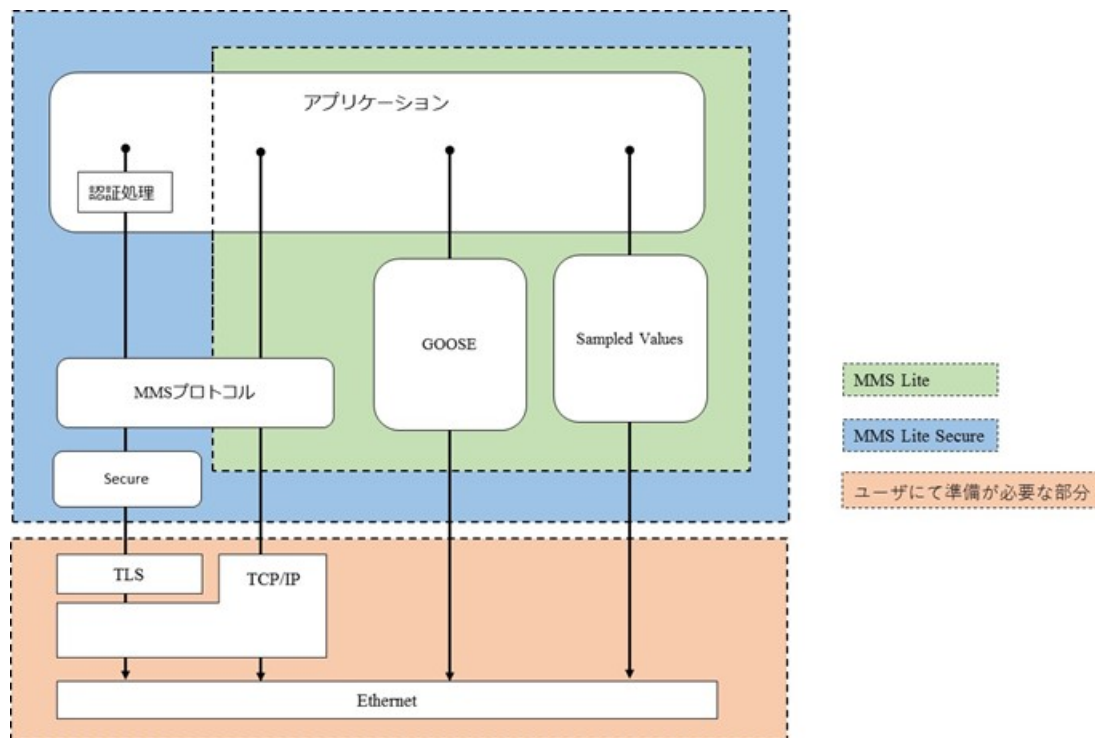 アプリケーション
認証処理
GOOSE
Sampled Values
MMSプロトコル
Secure
TLS
TCP/IP
Ethernet
MMS Lite
MMS Lite Secure
ユーザにて準備が必要な部分